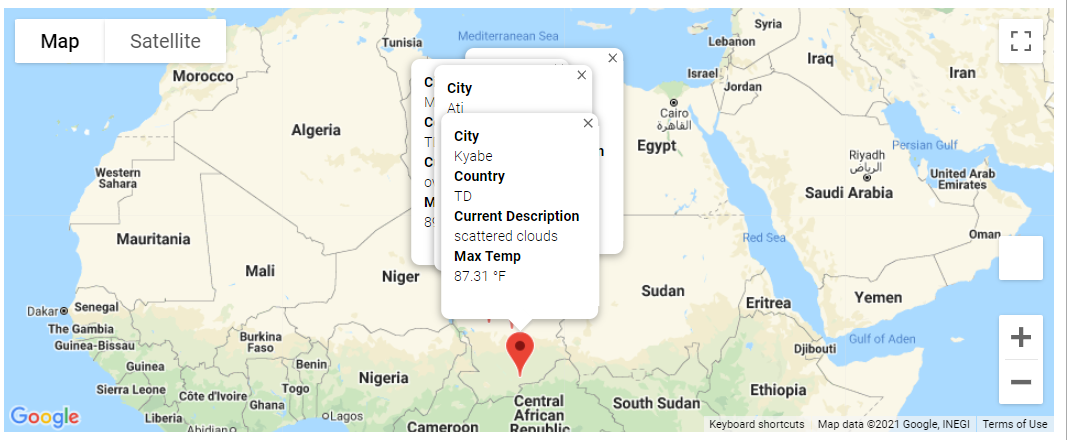 Map
Satellite
Mediterranean Sea
Tunisia
Syria
Lebanon
Iraq
Iran
Israel
Jordan
Morocco
Algeria
Cairo
القاهرة
Egypt
Persian Gulf
Riyadh
الرياض
United Arab
Emirates
Saudi Arabia
Western
Sahara
Mauritania
Mali
Niger
Red Sea
Oman
Sudan
Eritrea
Yemen
Gulf of Aden
Djibouti
Dakar
Senegal
The Gambia
Guinea-Bissau
Guinea
Sierra Leone
Liberia
Burkina
Faso
Benin
Togo
Côte d'Ivoire
Ghana
Abidjan
Nigeria
Lagos
Cameroon
Central
African
Republic
South Sudan
Ethiopia
City
Ati
City
Kyabe
Country
TD
Current Description
scattered clouds
Max Temp
87.31 °F
Google
Keyboard shortcuts
Map data ©2021 Google, INEGI
Terms of Use